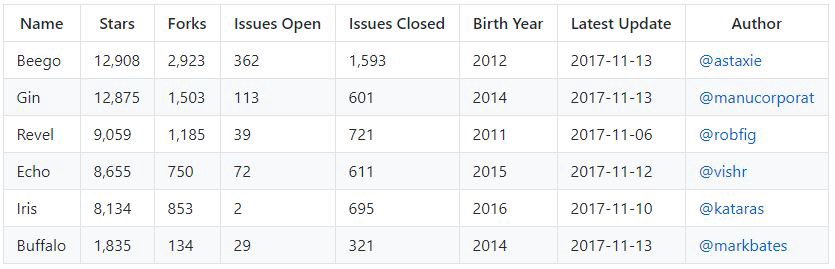 Name Stars Forks Issues Open Issues Closed Birth Year Latest Update Author
Beego 12,908 2,923 362 1,593 2012 2017-11-13 @astaxie
Gin 12,875 1,503 113 601 2014 2017-11-13 @manucorporat
Revel 9,059 1,185 39 721 2011 2017-11-06 @robfig
Echo 8,655 750 72 611 2015 2017-11-12 @vishr
Iris 8,134 853 2 695 2016 2017-11-10 @kataras
Buffalo 1,835 134 29 321 2014 2017-11-13 @markbates